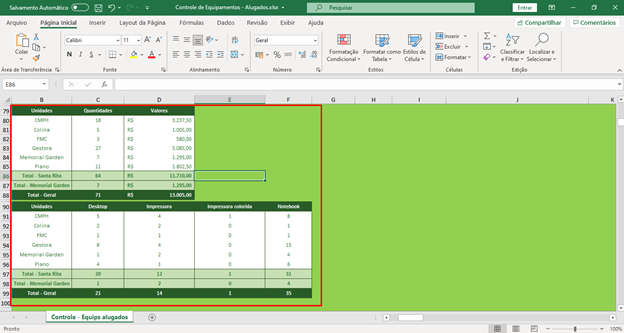 Salvamento Automático
Controle de Equipamentos - Alugados.xlsx
Pesquisar
Entrar
Arquivo Página Inicial Inserir Layout da Página Fórmulas Dados Revisão Exibir Ajuda Compartilhar Comentários
Colar
Calibri 11
N I S
Geral
Formatação Condicional
Formatar como Tabela
Estilos de Célula
Inserir
Excluir
Formatar
Classificar e Filtrar
Localizar e Selecionar
Área de Transferência Fonte Alinhamento Número Estilos Células Edição
E86 fx
B C D E F G H I J K
79 Unidades Quantidades Valores
80 CMPH 18 R$ 3.237,50
81 Colina 5 R$ 1.005,00
82 FMC 3 R$ 580,00
83 Gestora 27 R$ 5.085,00
84 Memorial Garden 7 R$ 1.295,00
85 Plano 11 R$ 1.802,50
86 Total - Santa Rita 64 R$ 11.710,00
87 Total - Memorial Garden 7 R$ 1.295,00
88 Total - Geral 71 R$ 13.005,00
90 Unidades Desktop Impressora Impressora colorida Notebook
91 CMPH 5 4 1 8
92 Colina 2 2 0 1
93 FMC 1 1 0 1
94 Gestora 8 4 0 15
95 Memorial Garden 1 2 0 4
96 Plano 4 1 0 6
97 Total - Santa Rita 20 12 1 31
98 Total - Memorial Garden 1 2 0 4
99 Total - Geral 21 14 1 35
100
Controle - Equips alugados
Pronto
100%